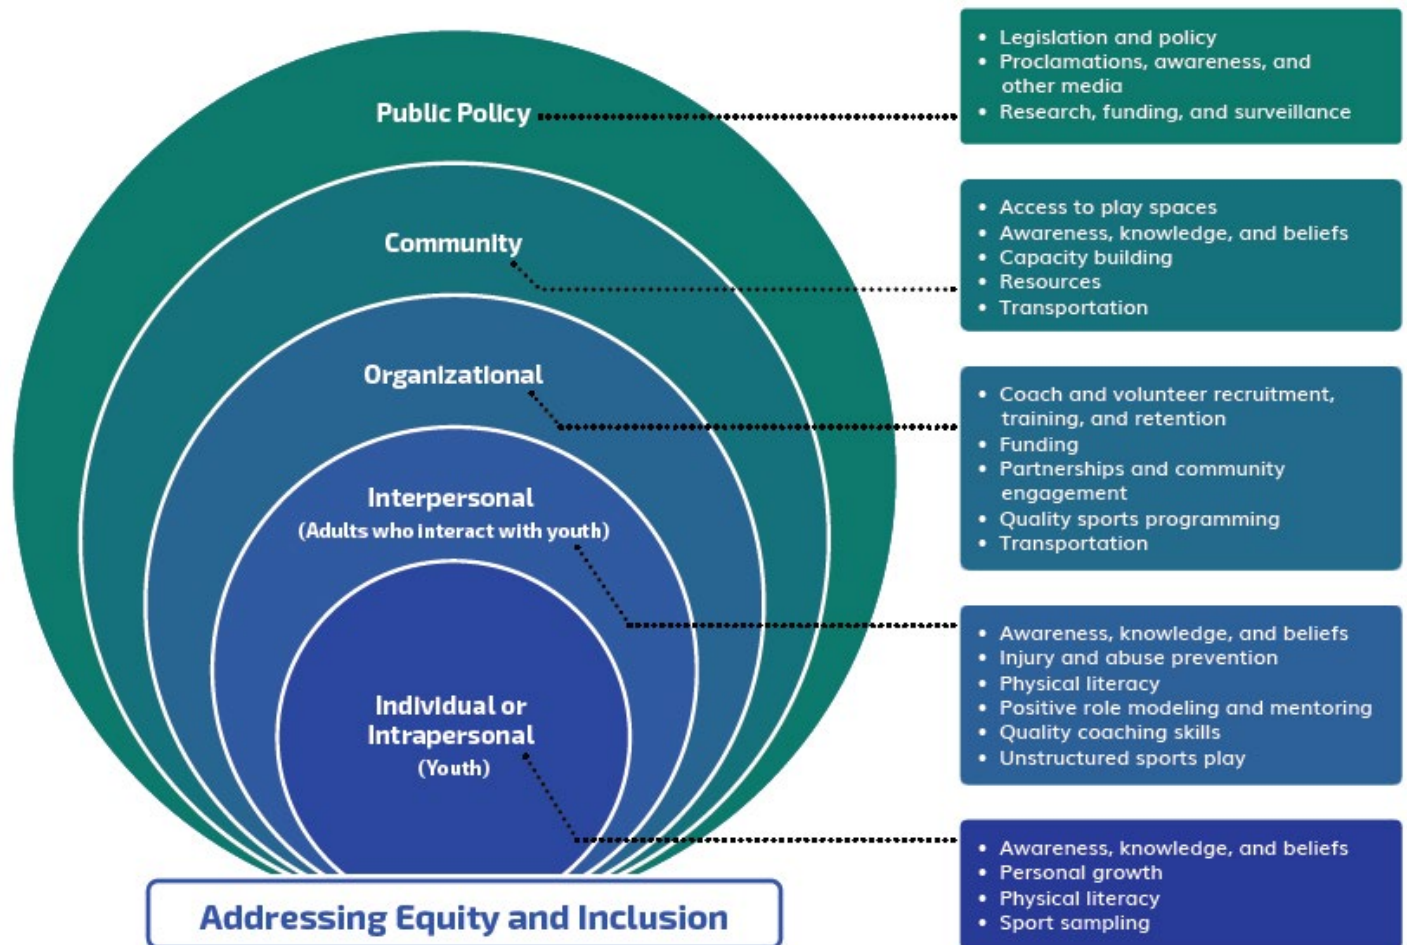 Public Policy
• Legislation and policy
• Proclamations, awareness, and
other media
• Research, funding, and surveillance
Community
• Access to play spaces
• Awareness, knowledge, and beliefs
• Capacity building
• Resources
• Transportation
Organizational
• Coach and volunteer recruitment,
training, and retention
• Funding
• Partnerships and community
engagement
• Quality sports programming
• Transportation
Interpersonal
(Adults who interact with youth)
• Awareness, knowledge, and beliefs
• Injury and abuse prevention
• Physical literacy
• Positive role modeling and mentoring
• Quality coaching skills
• Unstructured sports play
Individual or
Intrapersonal
(Youth)
• Awareness, knowledge, and beliefs
• Personal growth
• Physical literacy
• Sport sampling
Addressing Equity and Inclusion